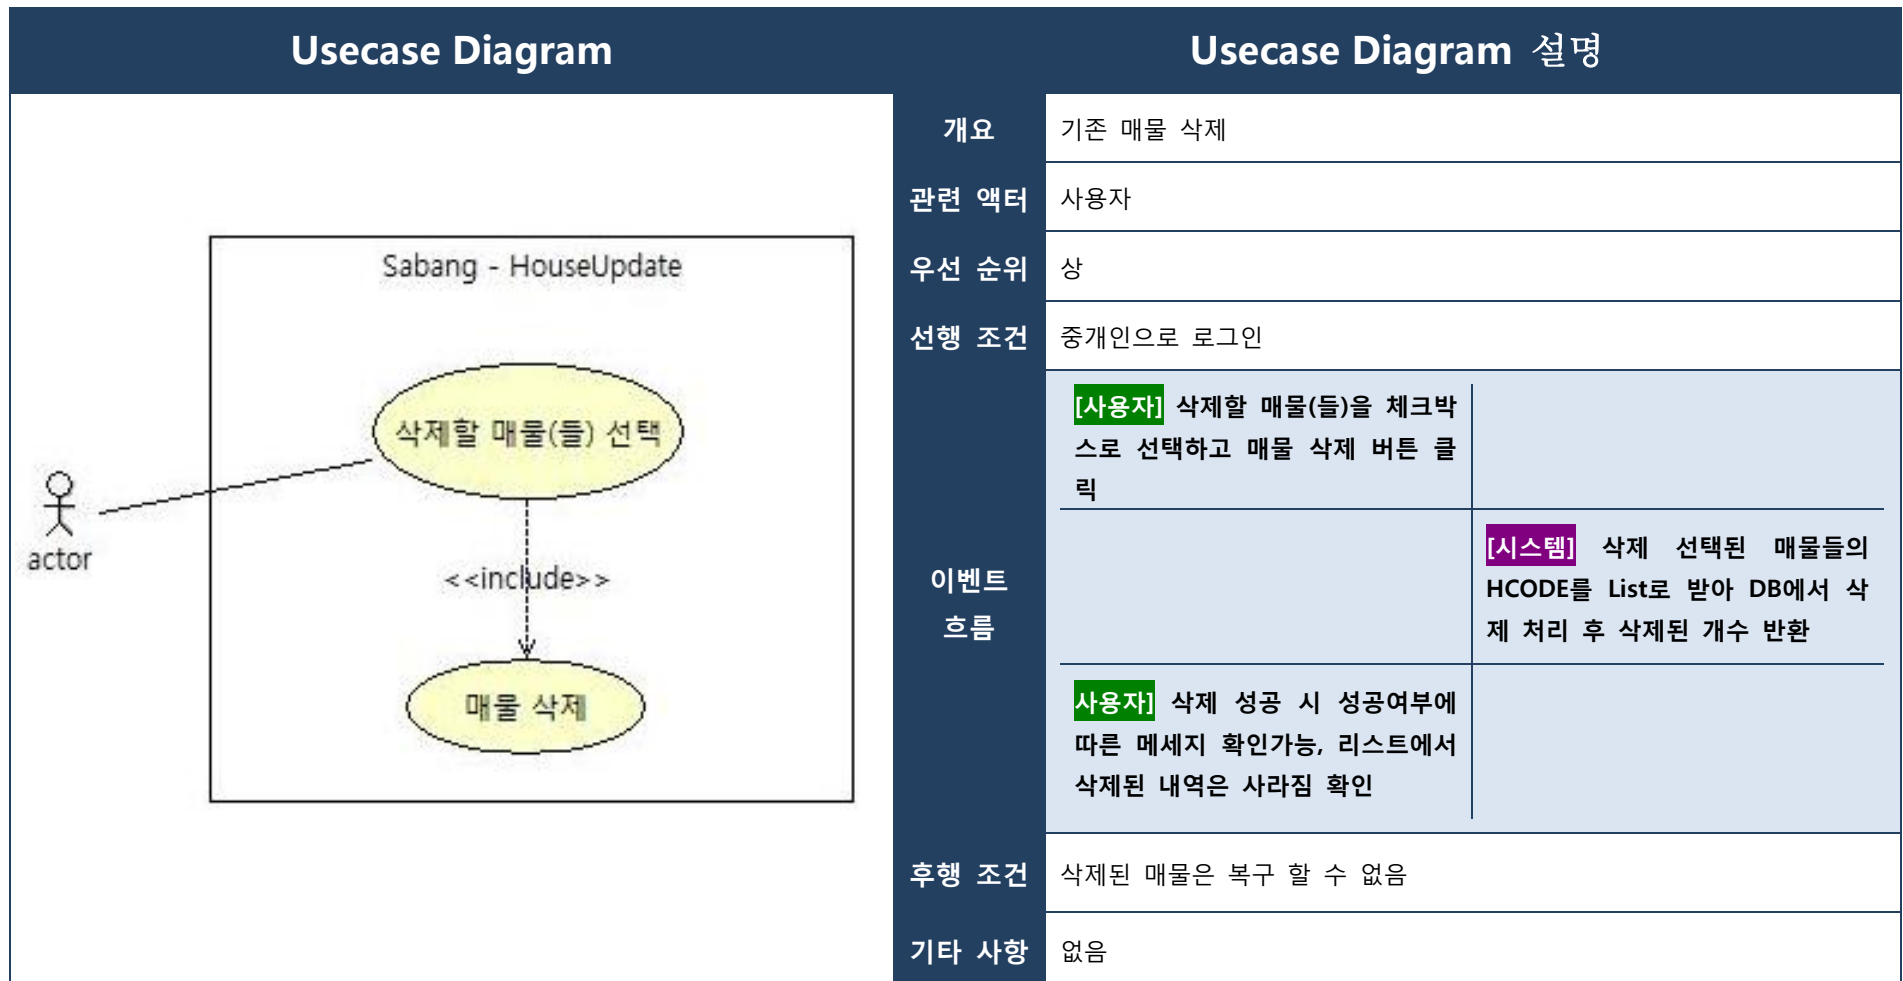 Usecase Diagram
Usecase Diagram 설명
Sabang - HouseUpdate
삭제할 매물(들) 선택
actor
<<include>>
매물 삭제
개요
기존 매물 삭제
관련 액터
사용자
우선 순위
상
선행 조건
중개인으로 로그인
이벤트
흐름
[사용자] 삭제할 매물(들)을 체크박
스로 선택하고 매물 삭제 버튼 클
릭
[시스템] 삭제 선택된 매물들의
HCODE를 List로 받아 DB에서 삭
제 처리 후 삭제된 개수 반환
사용자] 삭제 성공 시 성공여부에
따른 메세지 확인가능, 리스트에서
삭제된 내역은 사라짐 확인
후행 조건
삭제된 매물은 복구 할 수 없음
기타 사항
없음